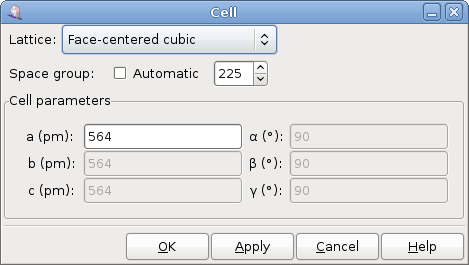 Cell
Lattice: Face-centered cubic
Space group: Automatic 225
Cell parameters
a (pm): 564 α (°): 90
b (pm): 564 β (°): 90
c (pm): 564 γ (°): 90
OK Apply Cancel Help